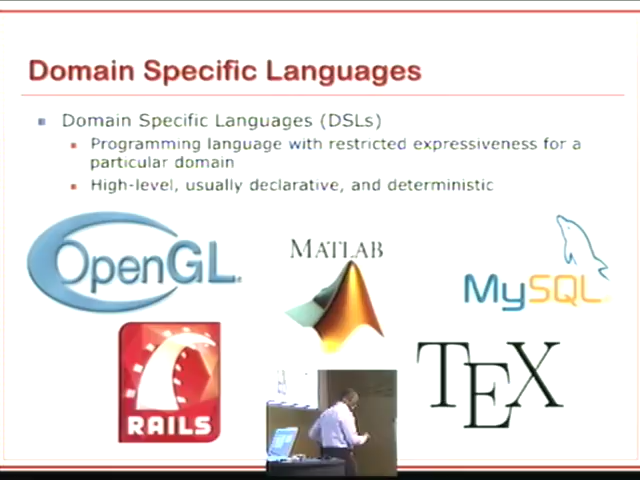 Domain Specific Languages
Domain Specific Languages (DSLs)
Programming language with restricted expressiveness for a
particular domain
High-level, usually declarative, and deterministic
OpenGL
MATLAB
MySQL
RAILS
TEX